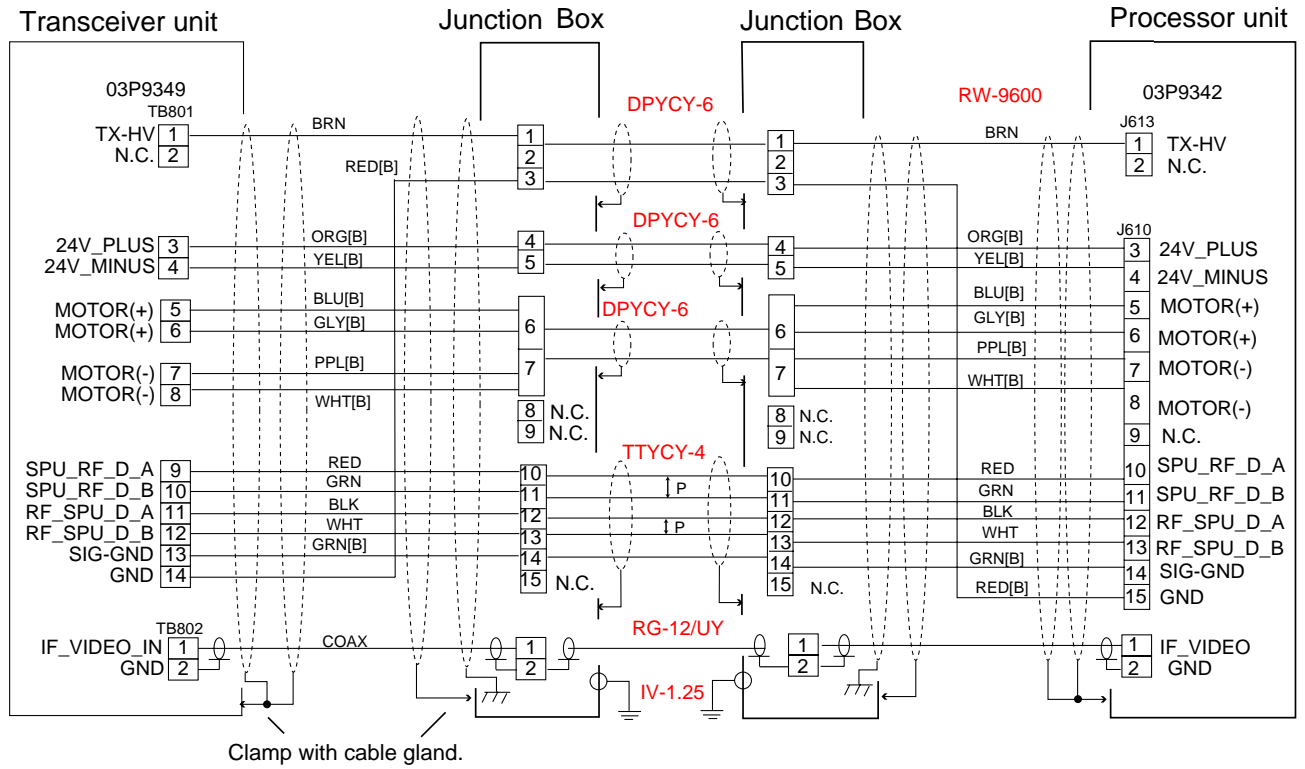 Transceiver unit
Junction Box
Junction Box
Processor unit
03P9349
TB801
DPYCY-6
RW-9600
03P9342
J613
TX-HV 1 BRN 1 1 BRN 1 TX-HV
N.C. 2 2 2 2 N.C.
RED[B] 3 3
DPYCY-6
J610
24V_PLUS 3 ORG[B] 4 4 ORG[B] 3 24V_PLUS
24V_MINUS 4 YEL[B] 5 5 YEL[B] 4 24V_MINUS
DPYCY-6
MOTOR(+) 5 BLU[B] BLU[B] 5 MOTOR(+)
MOTOR(+) 6 GLY[B] 6 6 GLY[B] 6 MOTOR(+)
MOTOR(-) 7 PPL[B] 7 7 PPL[B] 7 MOTOR(-)
MOTOR(-) 8 WHT[B] WHT[B] 8 MOTOR(-)
8 N.C. 8 N.C.
9 N.C. 9 N.C. 9 N.C.
TTYCY-4
SPU_RF_D_A 9 RED 10 10 RED 10 SPU_RF_D_A
P
SPU_RF_D_B 10 GRN 11 11 GRN 11 SPU_RF_D_B
RF_SPU_D_A 11 BLK 12 12 BLK 12 RF_SPU_D_A
P
RF_SPU_D_B 12 WHT 13 13 WHT 13 RF_SPU_D_B
SIG-GND 13 GRN[B] 14 14 GRN[B] 14 SIG-GND
GND 14 15 N.C. 15 N.C. RED[B] 15 GND
TB802
RG-12/UY
IF_VIDEO_IN 1 COAX 1 1 1 IF_VIDEO
GND 2 2 2 2 GND
IV-1.25
Clamp with cable gland.